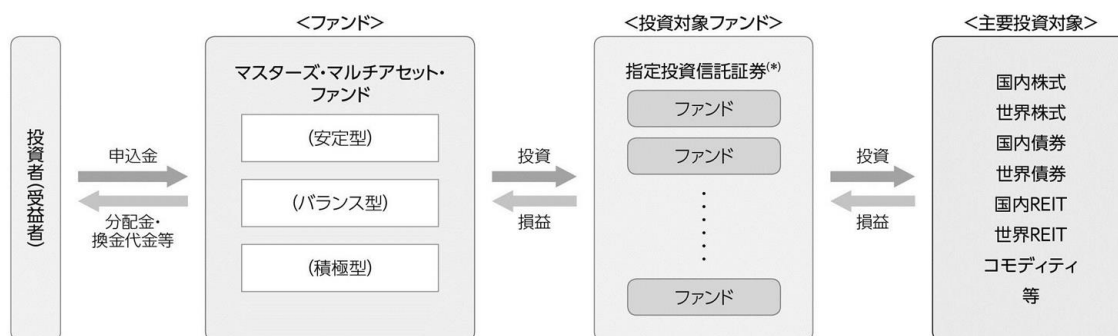 <ファンド>
<投資対象ファンド>
<主要投資対象>
投資者(受益者)
申込金
分配金・
換金代金等
マスターズ・マルチアセット・
ファンド
(安定型)
(バランス型)
(積極型)
投資
損益
指定投資信託証券(*)
ファンド
ファンド
ファンド
投資
損益
国内株式
世界株式
国内債券
世界債券
国内REIT
世界REIT
コモディティ
等